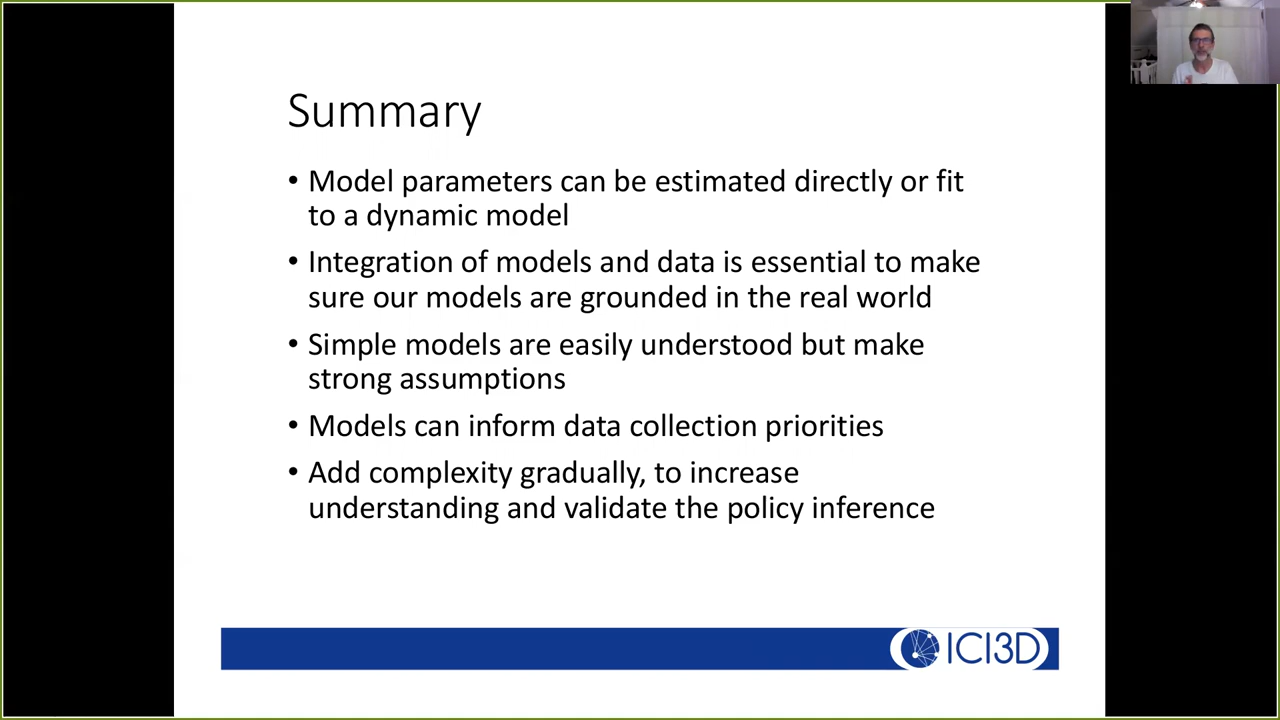 Summary
• Model parameters can be estimated directly or fit
to a dynamic model
• Integration of models and data is essential to make
sure our models are grounded in the real world
• Simple models are easily understood but make
strong assumptions
• Models can inform data collection priorities
• Add complexity gradually, to increase
understanding and validate the policy inference
ICI3D